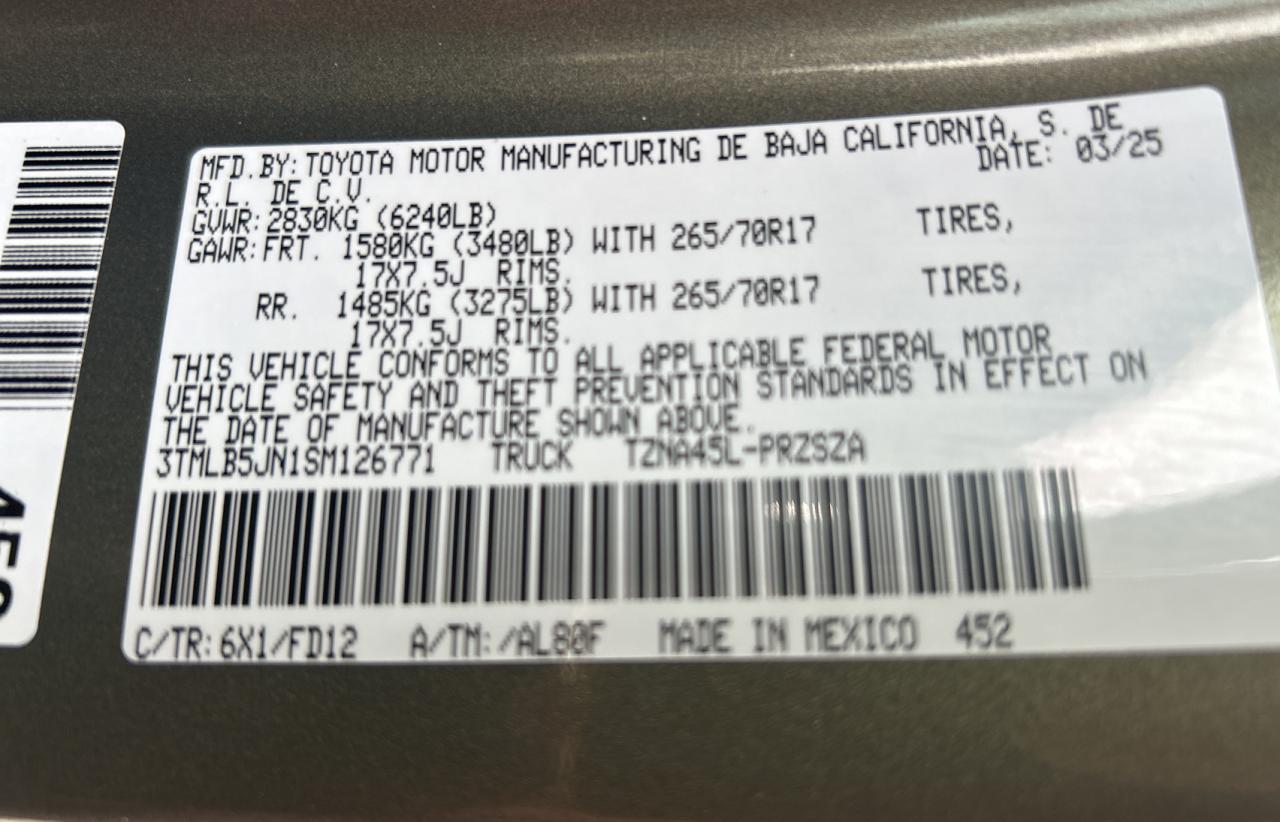 MFD.BY: TOYOTA MOTOR MANUFACTURING DE BAJA CALIFORNIA, S. DE
R.L. DE C.V. DATE: 03/25
GVWR: 2830KG (6240LB)
GAWR: FRT. 1580KG (3480LB) WITH 265/70R17 TIRES,
17X7.5J RIMS.
RR. 1485KG (3275LB) WITH 265/70R17 TIRES,
17X7.5J RIMS.
THIS VEHICLE CONFORMS TO ALL APPLICABLE FEDERAL MOTOR
VEHICLE SAFETY AND THEFT PREVENTION STANDARDS IN EFFECT ON
THE DATE OF MANUFACTURE SHOWN ABOVE.
3TMLB5JN1SM126771 TRUCK TZNA45L-PRZSZA
C/TR: 6X1/FD12 A/TM: /AL80F MADE IN MEXICO 452